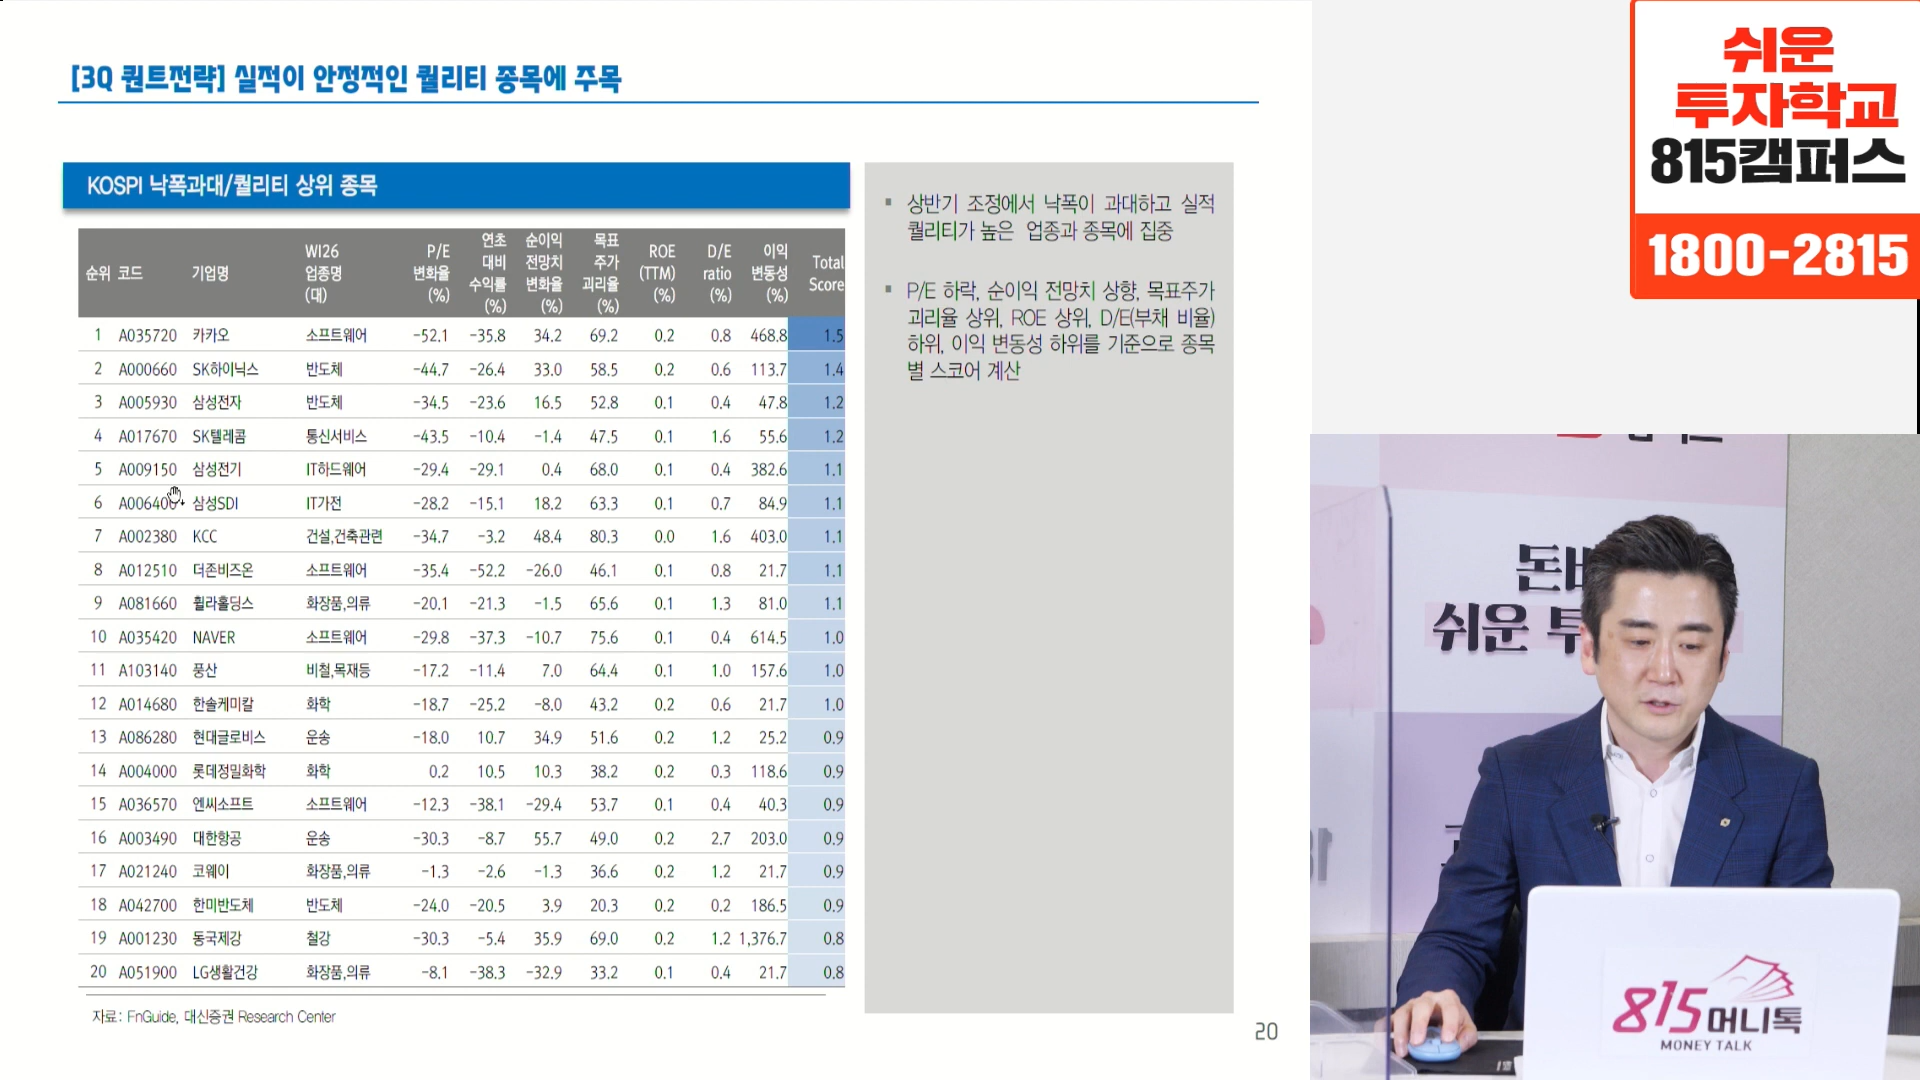 [3Q 퀀트전략] 실적이 안정적인 퀄리티 종목에 주목
KOSPI 낙폭과대/퀄리티 상위 종목
순위 코드 기업명 WI26 업종명 (대) P/E 변화율 (%) 연초 대비 수익률 (%) 순이익 전망치 변화율 (%) 목표 주가 괴리율 (%) ROE (TTM) (%) D/E ratio (%) 이익 변동성 (%) Total Score
1 A035720 카카오 소프트웨어 -52.1 -35.8 34.2 69.2 0.2 0.8 468.8 1.5
2 A000660 SK하이닉스 반도체 -44.7 -26.4 33.0 58.5 0.2 0.6 113.7 1.4
3 A005930 삼성전자 반도체 -34.5 -23.6 16.5 52.8 0.1 0.4 47.8 1.2
4 A017670 SK텔레콤 통신서비스 -43.5 -10.4 -1.4 47.5 0.1 1.6 55.6 1.2
5 A009150 삼성전기 IT하드웨어 -29.4 -29.1 0.4 68.0 0.1 0.4 382.6 1.1
6 A006400 삼성SDI IT가전 -28.2 -15.1 18.2 63.3 0.1 0.7 84.9 1.1
7 A002380 KCC 건설,건축관련 -34.7 -3.2 48.4 80.3 0.0 1.6 403.0 1.1
8 A012510 더존비즈온 소프트웨어 -35.4 -52.2 -26.0 46.1 0.1 0.8 21.7 1.1
9 A081660 휠라홀딩스 화장품,의류 -20.1 -21.3 -1.5 65.6 0.1 1.3 81.0 1.1
10 A035420 NAVER 소프트웨어 -29.8 -37.3 -10.7 75.6 0.1 0.4 614.5 1.0
11 A103140 풍산 비철,목재등 -17.2 -11.4 7.0 64.4 0.1 1.0 157.6 1.0
12 A014680 한솔케미칼 화학 -18.7 -25.2 -8.0 43.2 0.2 0.6 21.7 1.0
13 A086280 현대글로비스 운송 -18.0 10.7 34.9 51.6 0.2 1.2 25.2 0.9
14 A004000 롯데정밀화학 화학 0.2 10.5 10.3 38.2 0.2 0.3 118.6 0.9
15 A036570 엔씨소프트 소프트웨어 -12.3 -38.1 -29.4 53.7 0.1 0.4 40.3 0.9
16 A003490 대한항공 운송 -30.3 -8.7 55.7 49.0 0.2 2.7 203.0 0.9
17 A021240 코웨이 화장품,의류 -1.3 -2.6 -1.3 36.6 0.2 1.2 21.7 0.9
18 A042700 한미반도체 반도체 -24.0 -20.5 3.9 20.3 0.2 0.2 186.5 0.9
19 A001230 동국제강 철강 -30.3 -5.4 35.9 69.0 0.2 1.2 1,376.7 0.8
20 A051900 LG생활건강 화장품,의류 -8.1 -38.3 -32.9 33.2 0.1 0.4 21.7 0.8
자료: FnGuide, 대신증권 Research Center
▪ 상반기 조정에서 낙폭이 과대하고 실적
퀄리티가 높은 업종과 종목에 집중
▪ P/E 하락, 순이익 전망치 상향, 목표주가
괴리율 상위, ROE 상위, D/E(부채 비율)
하위, 이익 변동성 하위를 기준으로 종목
별 스코어 계산
20
쉬운
투자학교
815캠퍼스
1800-2815
쉬운 투
815머니톡
MONEY TALK